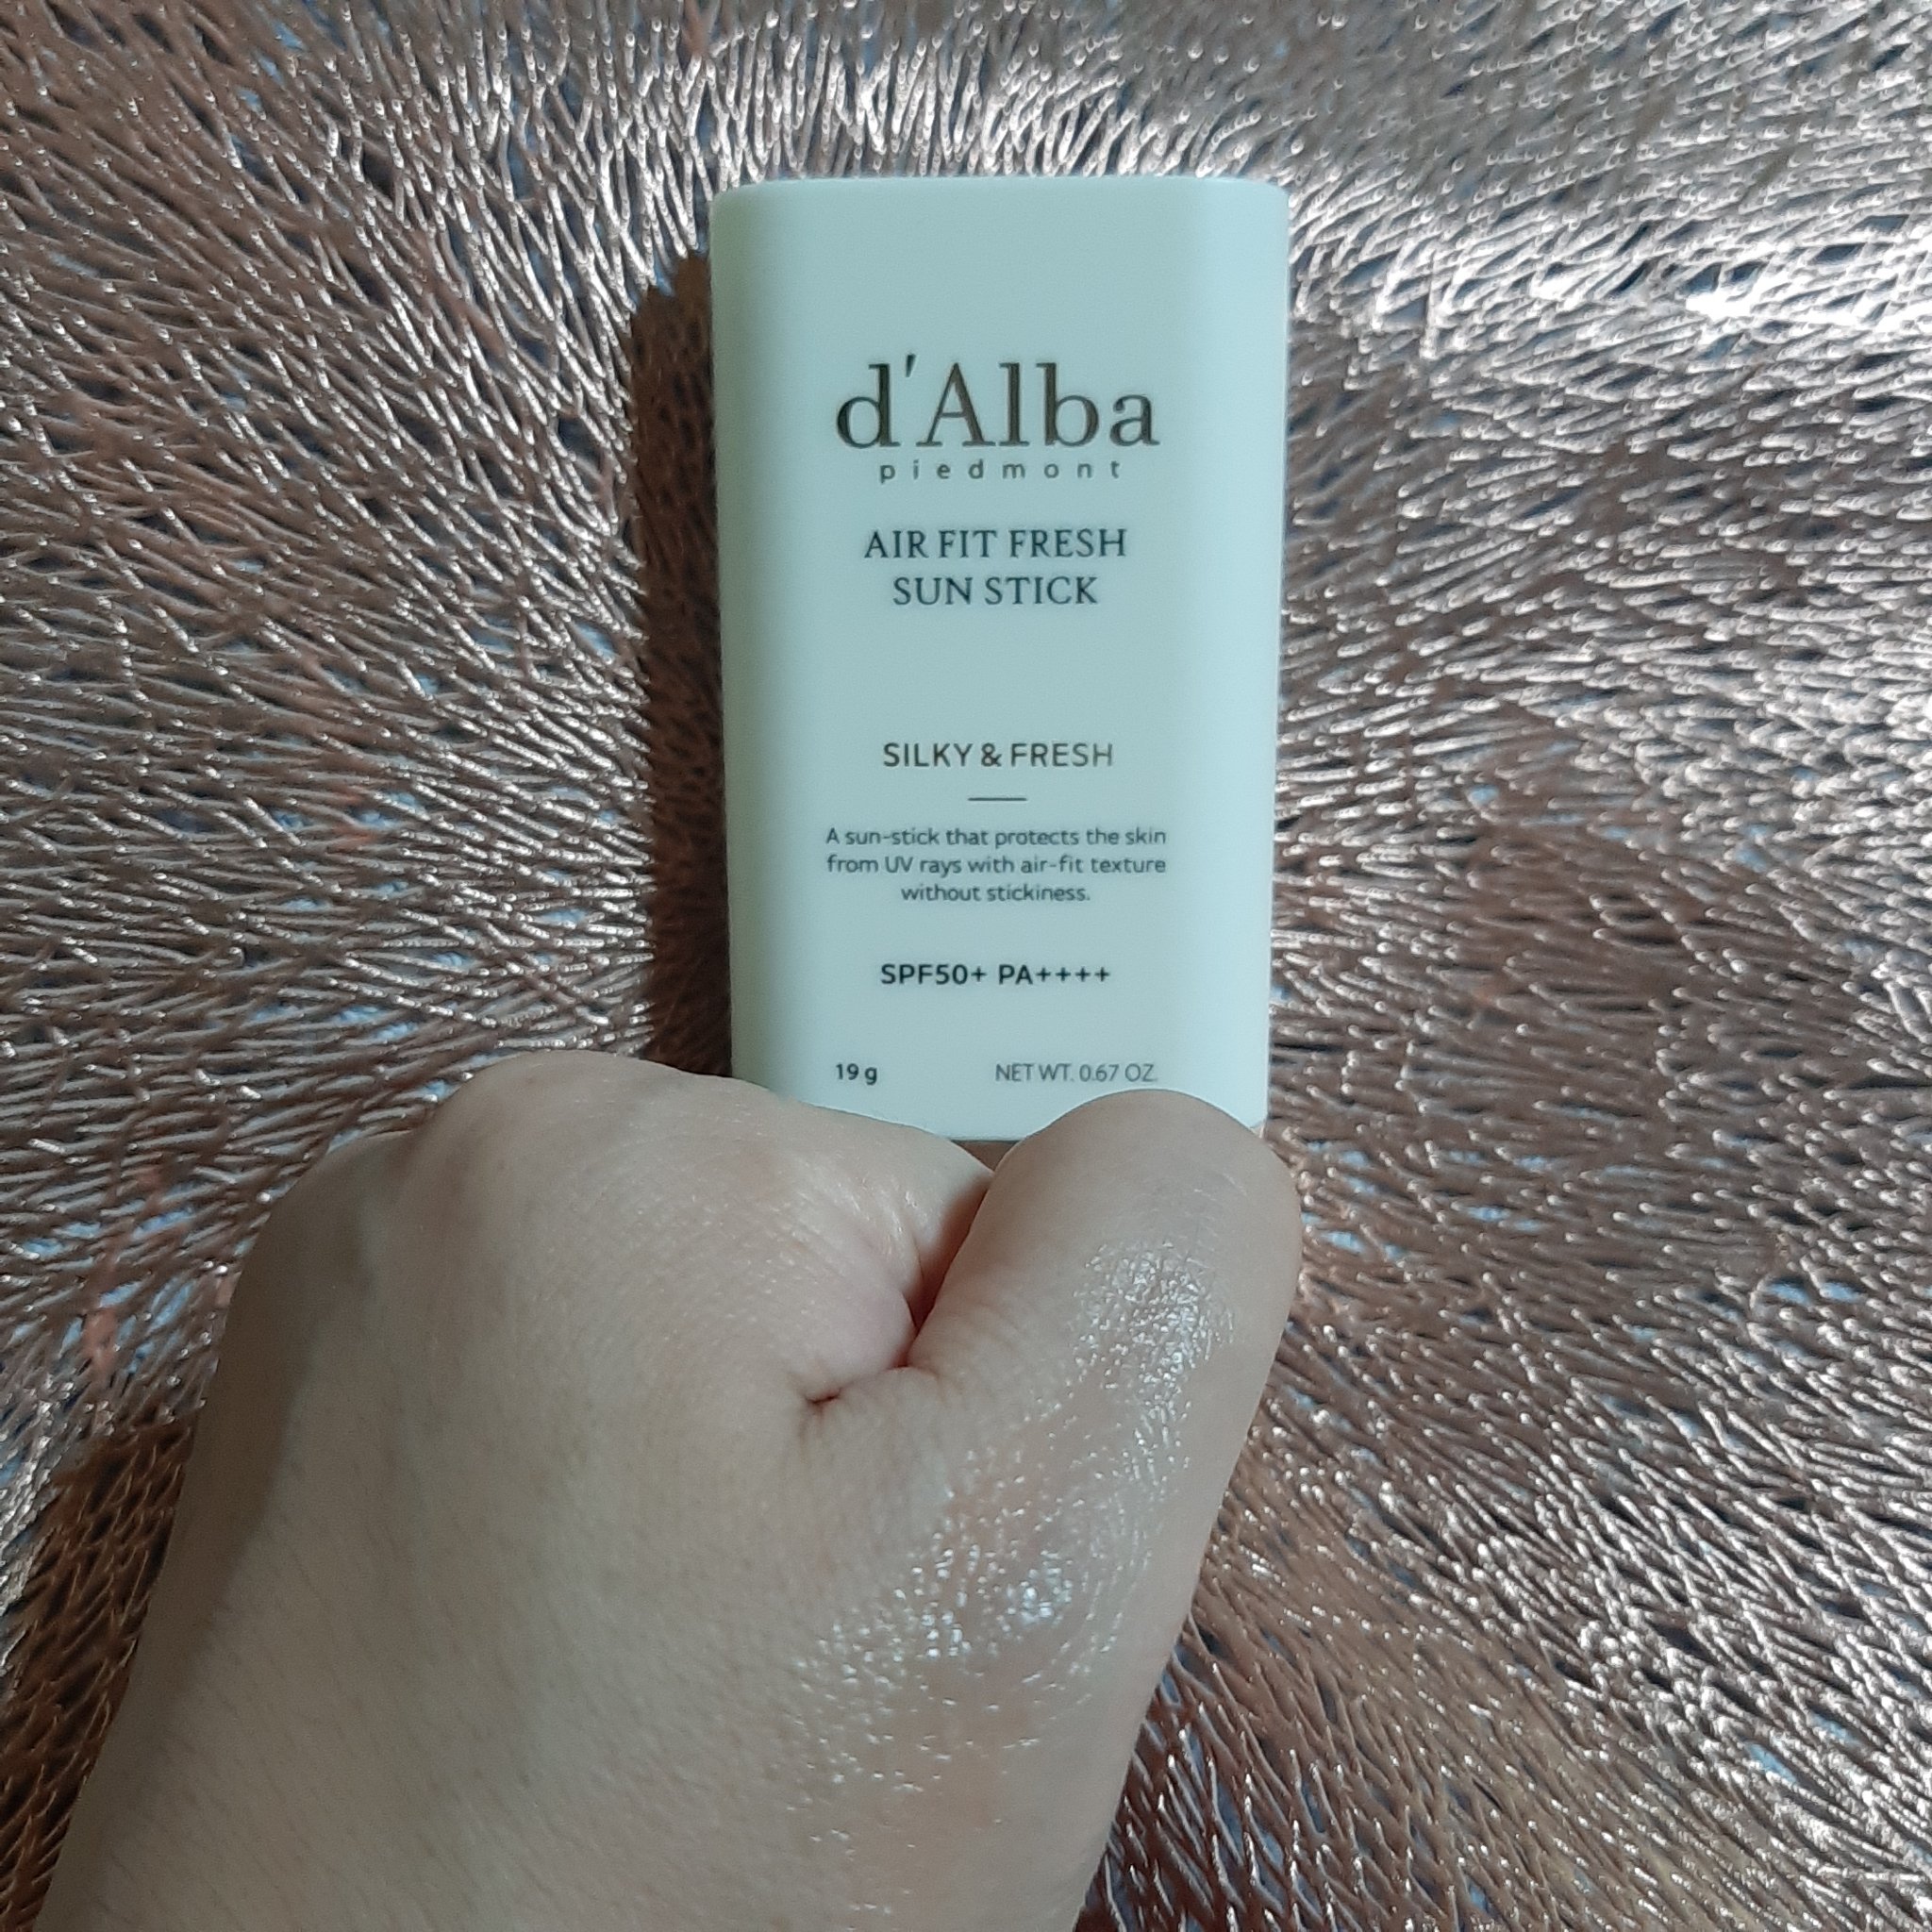 d'Alba
piedmont
AIR FIT FRESH
SUN STICK
SILKY & FRESH
A sun-stick that protects the skin
from UV rays with air-fit texture
without stickiness.
SPF50+ PA++++
19 g NET WT. 0.67 OZ.